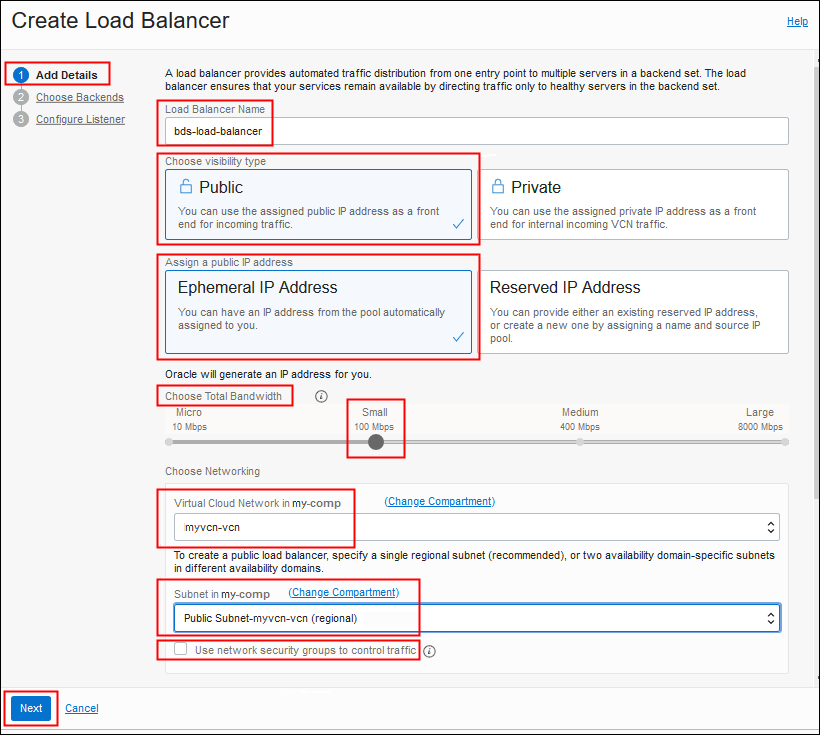 Create Load Balancer
Help
1 Add Details
2 Choose Backends
3 Configure Listener
A load balancer provides automated traffic distribution from one entry point to multiple servers in a backend set. The load
balancer ensures that your services remain available by directing traffic only to healthy servers in the backend set.
Load Balancer Name
bds-load-balancer
Choose visibility type
Public
You can use the assigned public IP address as a front
end for incoming traffic.
Private
You can use the assigned private IP address as a front
end for internal incoming VCN traffic.
Assign a public IP address
Ephemeral IP Address
You can have an IP address from the pool automatically
assigned to you.
Reserved IP Address
You can provide either an existing reserved IP address,
or create a new one by assigning a name and source IP
pool.
Oracle will generate an IP address for you.
Choose Total Bandwidth i
Micro
10 Mbps
Small
100 Mbps
Medium
400 Mbps
Large
8000 Mbps
Choose Networking
Virtual Cloud Network in my-comp (Change Compartment)
myvcn-vcn
To create a public load balancer, specify a single regional subnet (recommended), or two availability domain-specific subnets
in different availability domains.
Subnet in my-comp (Change Compartment)
Public Subnet-myvcn-vcn (regional)
Use network security groups to control traffic i
Next Cancel